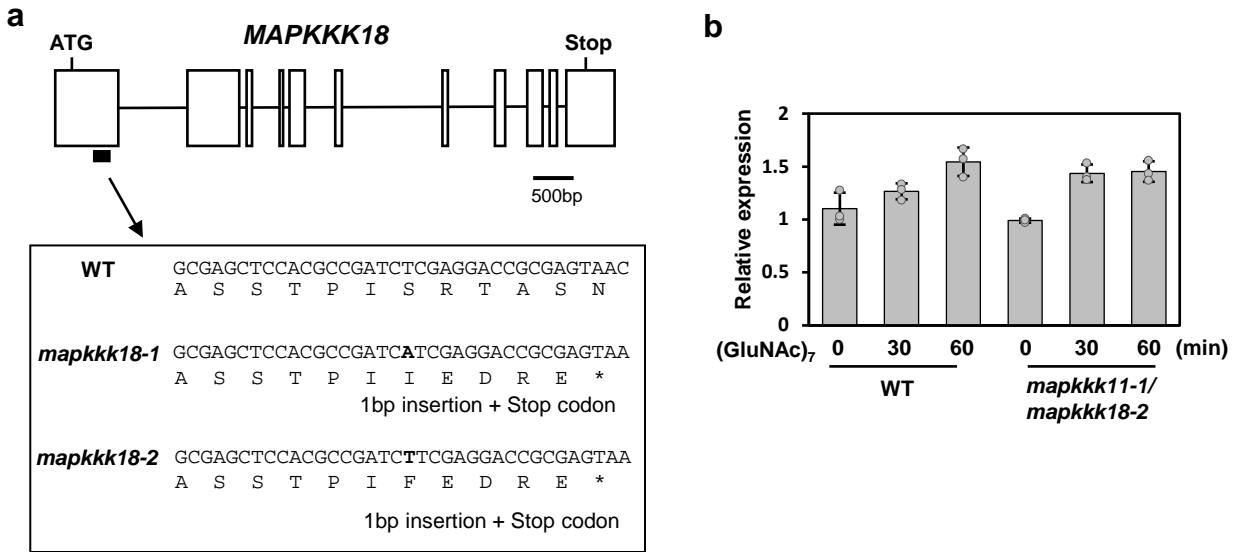 a
MAPKKK18
ATG
Stop
500bp
WT
GCGAGCTCCACGCCGATCTCGAGGACCGCGAGTAAC
A S S T P I S R T A S N
mapkkk18-1
GCGAGCTCCACGCCGATCATCGAGGACCGCGAGTAA
A S S T P I I E D R E *
1bp insertion + Stop codon
mapkkk18-2
GCGAGCTCCACGCCGATCTTCGAGGACCGCGAGTAA
A S S T P I F E D R E *
1bp insertion + Stop codon
b
Relative expression
2
1.5
1
0.5
0
(GluNAc)7 0 30 60 0 30 60 (min)
WT
mapkkk11-1/
mapkkk18-2